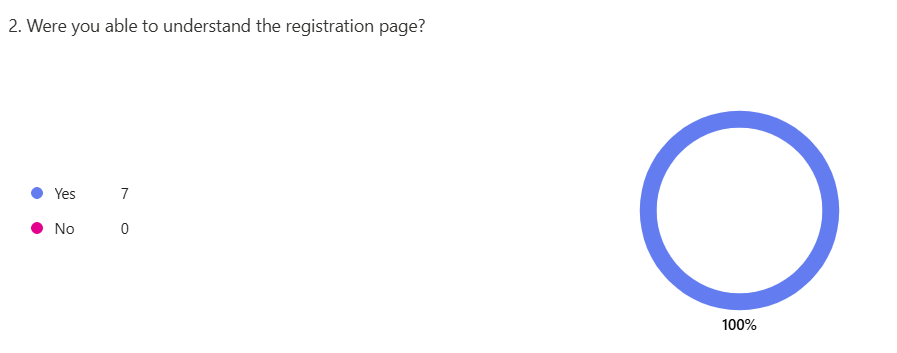 2. Were you able to understand the registration page?
Yes 7
No 0
100%